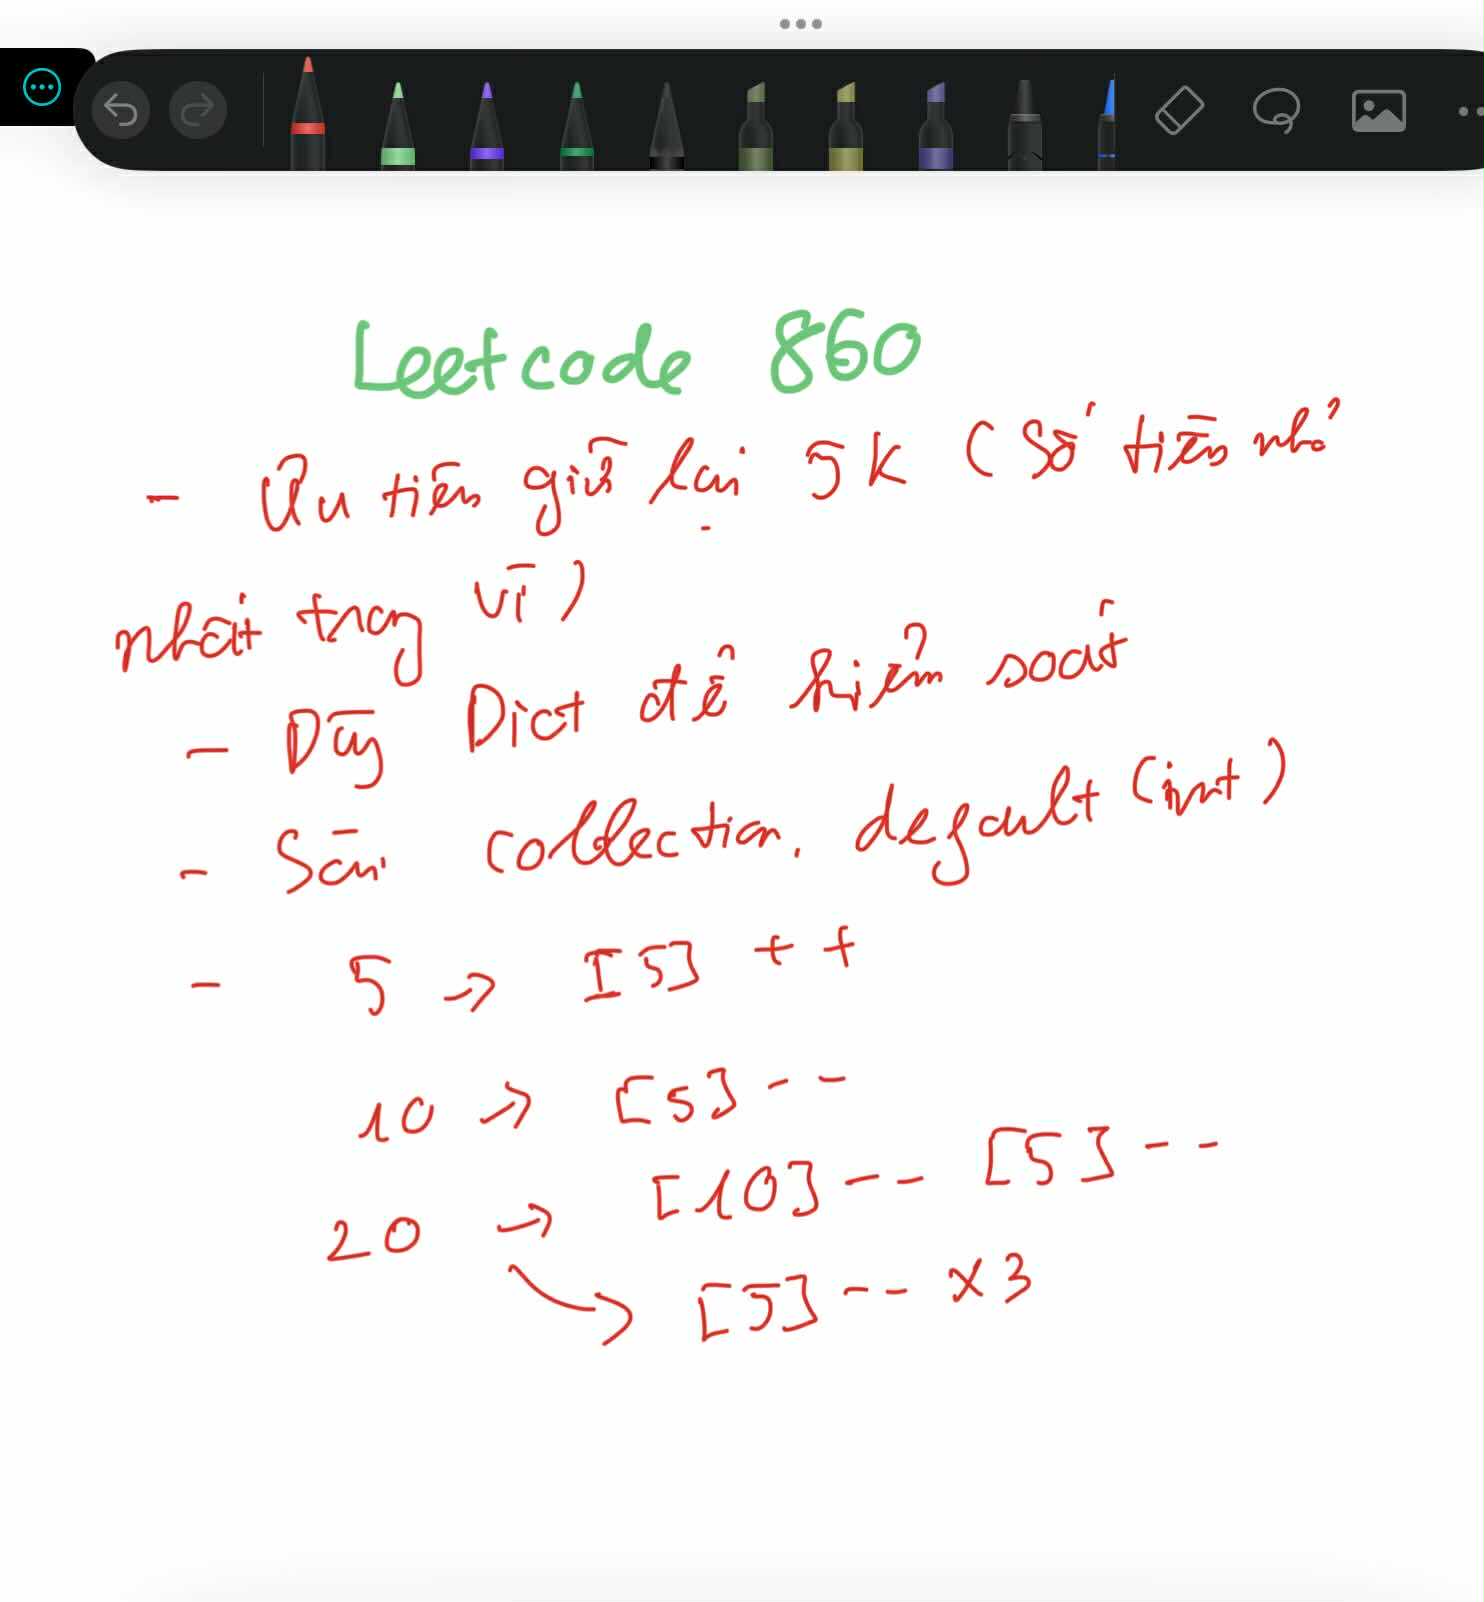 Leetcode 860
- Ưu tiên giữ lại 5k (Số tiền nhỏ
nhất trong ví)
- Dùng Dict để kiểm soát
- Sài collection. default (int)
- 5 → [5] + +
10 → [5] - -
20 → [10] - - [5] - -
→ [5] - - x3